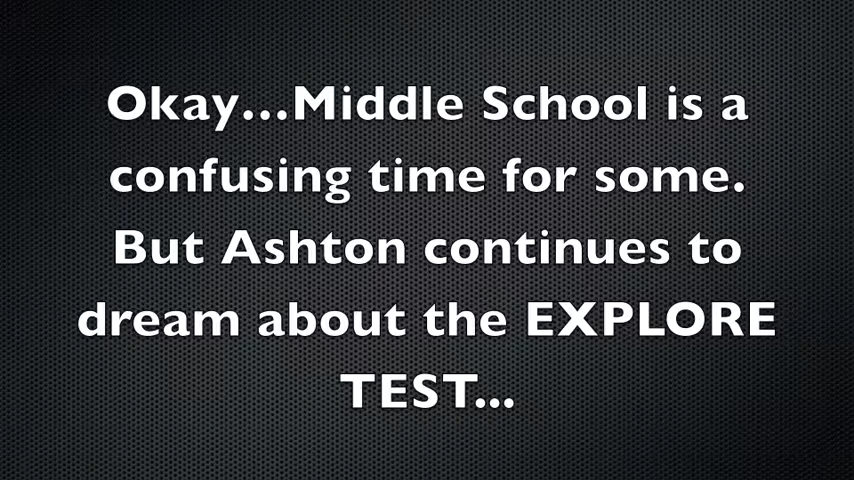 Okay...Middle School is a
confusing time for some.
But Ashton continues to
dream about the EXPLORE
TEST...